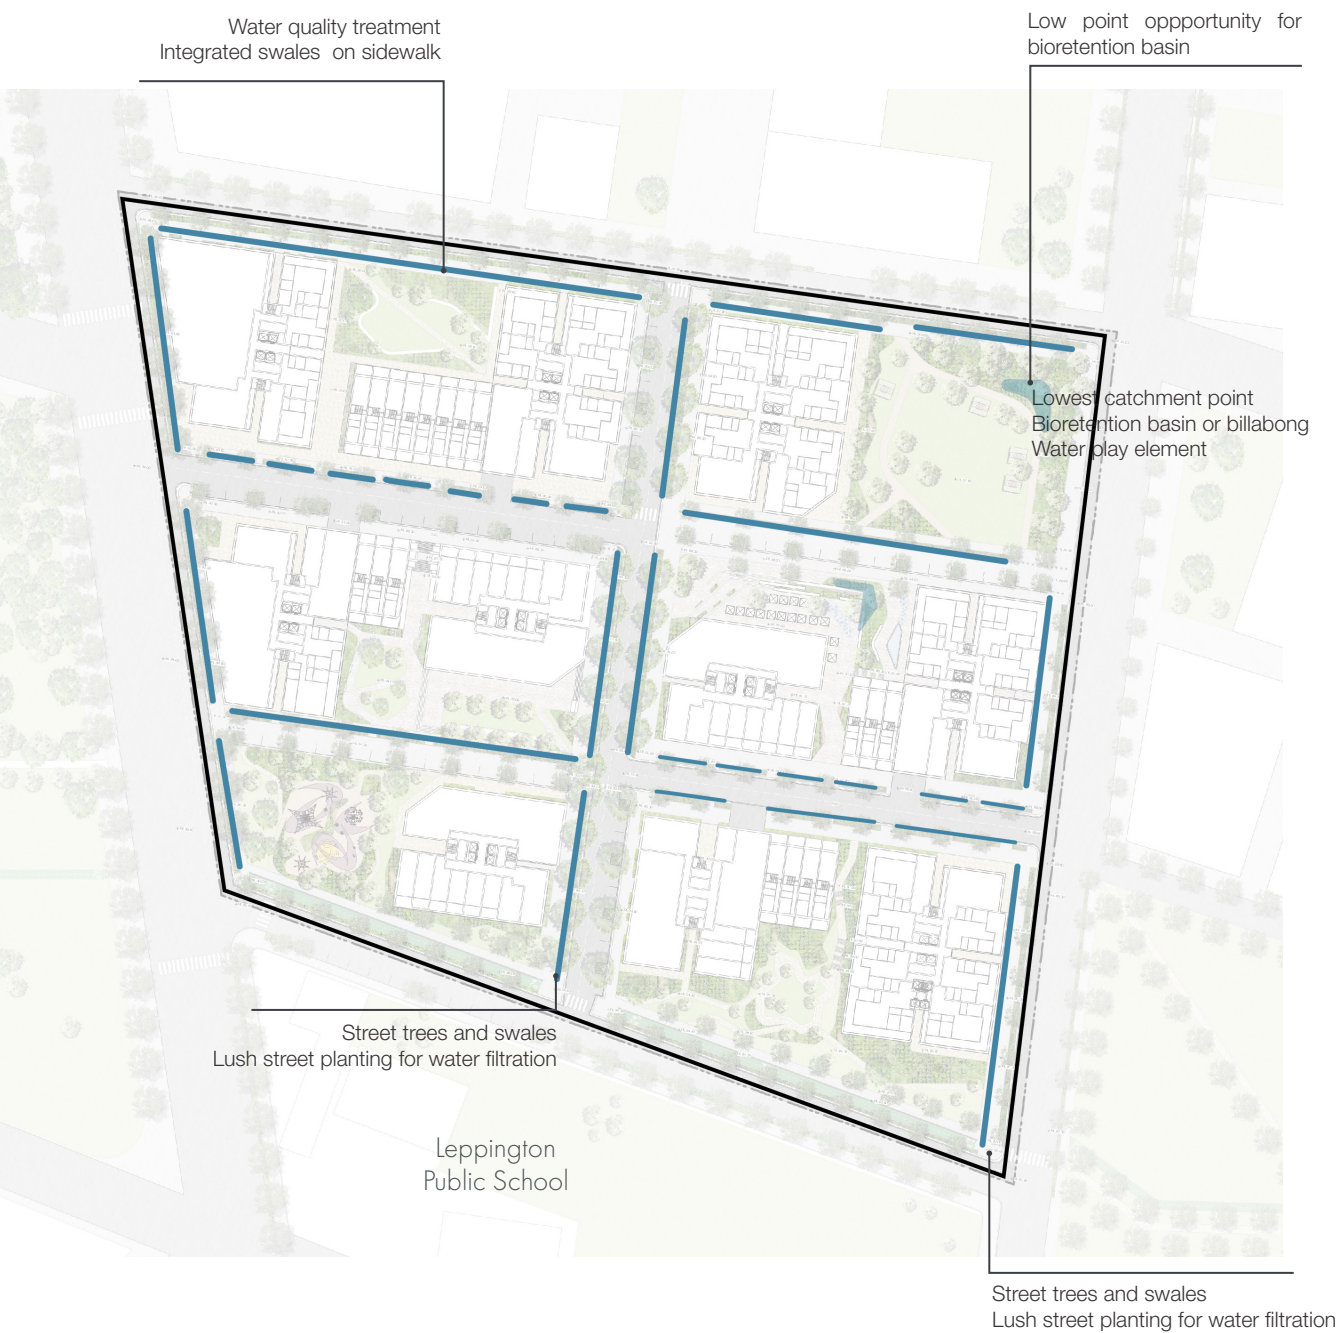 Water quality treatment
Integrated swales on sidewalk
Low point oppportunity for
bioretention basin
Lowest catchment point
Bioretention basin or billabong
Water play element
Street trees and swales
Lush street planting for water filtration
Leppington
Public School
Street trees and swales
Lush street planting for water filtration